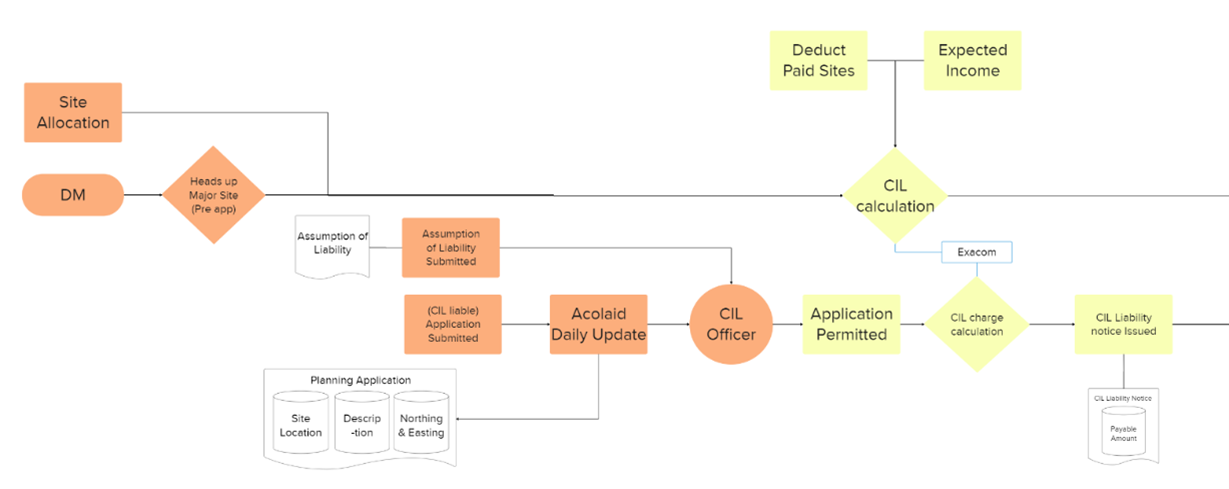 Deduct
Paid Sites
Expected
Income
Site
Allocation
DM
Heads up
Major Site
(Pre app)
CIL
calculation
Assumption of
Liability
Assumption
of Liability
Submitted
Exacom
(CIL liable)
Application
Submitted
Acolaid
Daily Update
CIL
Officer
Application
Permitted
CIL charge
calculation
CIL Liability
notice Issued
Planning Application
Site
Location
Descrip
-tion
Northing
& Easting
CIL Liability Notice
Payable
Amount